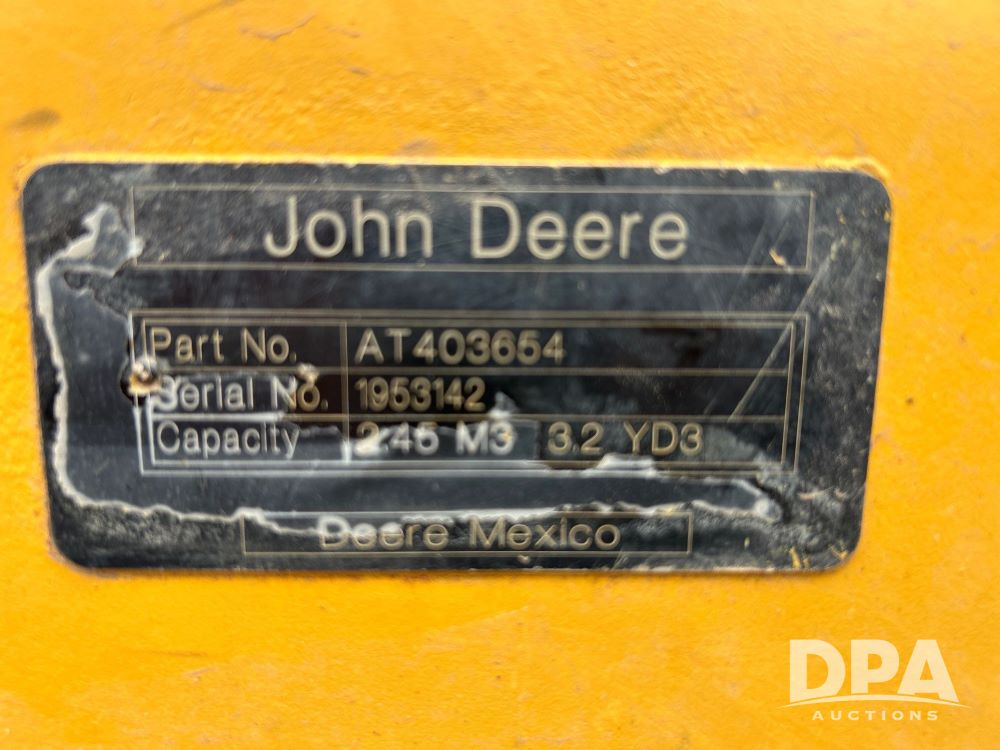 John Deere
Part No. AT403654
Serial No. 1953142
Capacity 2.45 M3 3.2 YD3
Deere Mexico
DPA
AUCTIONS